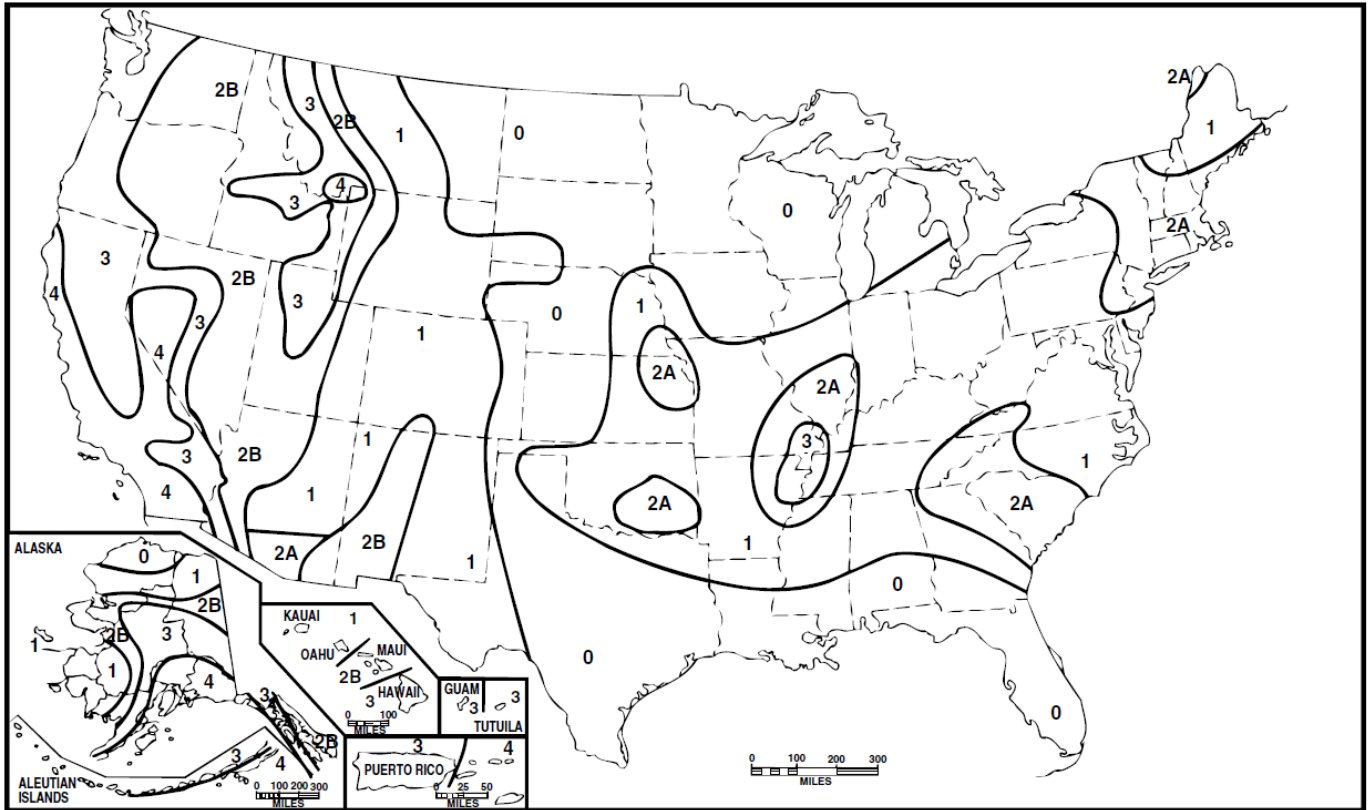 2A
2B
3
2B
1
0
1
4
3
0
2A
3
2B
4
3
3
1
0
1
4
2A
2A
3
1
3
2B
1
4
1
2A
2A
2A
2B
1
1
0
0
0
ALASKA
0
1
2B
2B
3
1
1
4
3
2B
3
4
ALEUTIAN
ISLANDS
0 100 200 300
MILES
KAUAI
1
OAHU
MAUI
2B
HAWAII
3
0 100
MILES
GUAM
3
3
TUTUILA
3
4
PUERTO RICO
0 25 50
MILES
0 100 200 300
MILES